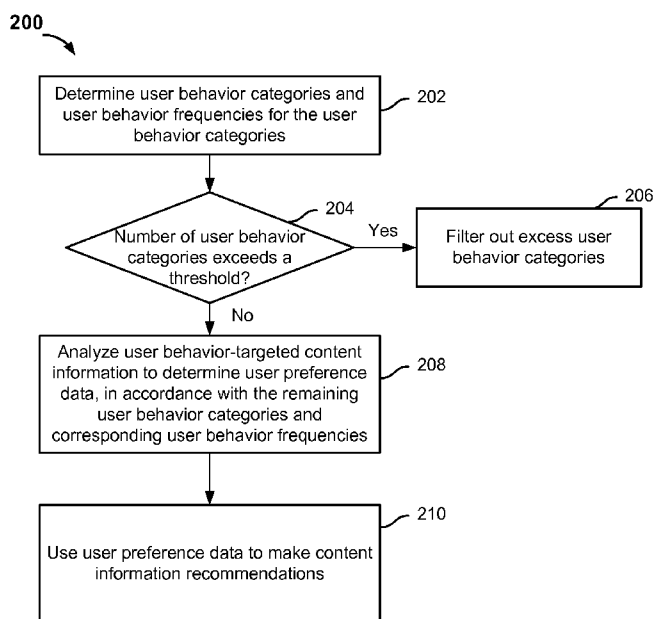 200
Determine user behavior categories and
user behavior frequencies for the user
behavior categories
202
204
Number of user behavior
categories exceeds a
threshold?
Yes
206
Filter out excess user
behavior categories
No
Analyze user behavior-targeted content
information to determine user preference
data, in accordance with the remaining
user behavior categories and
corresponding user behavior frequencies
208
210
Use user preference data to make content
information recommendations